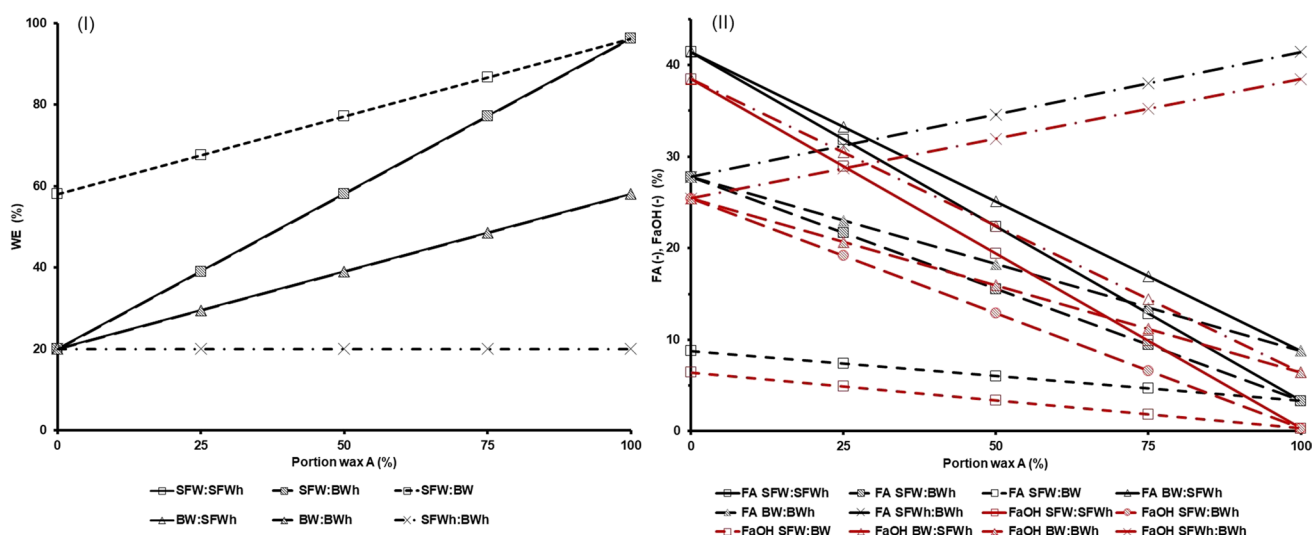 (I)
100
80
60
40
20
0
WE (%)
0 25 50 75 100
Portion wax A (%)
SFW:SFWh SFW:BWh SFW:BW
BW:SFWh BW:BWh SFWh:BWh
(II)
40
30
20
10
0
FA (-), FaOH (-) (%)
0 25 50 75 100
Portion wax A (%)
FA SFW:SFWh FA SFW:BWh FA SFW:BW FA BW:SFWh
FA BW:BWh FA SFWh:BWh FaOH SFW:SFWh FaOH SFW:BWh
FaOH SFW:BW FaOH BW:SFWh FaOH BW:BWh FaOH SFWh:BWh